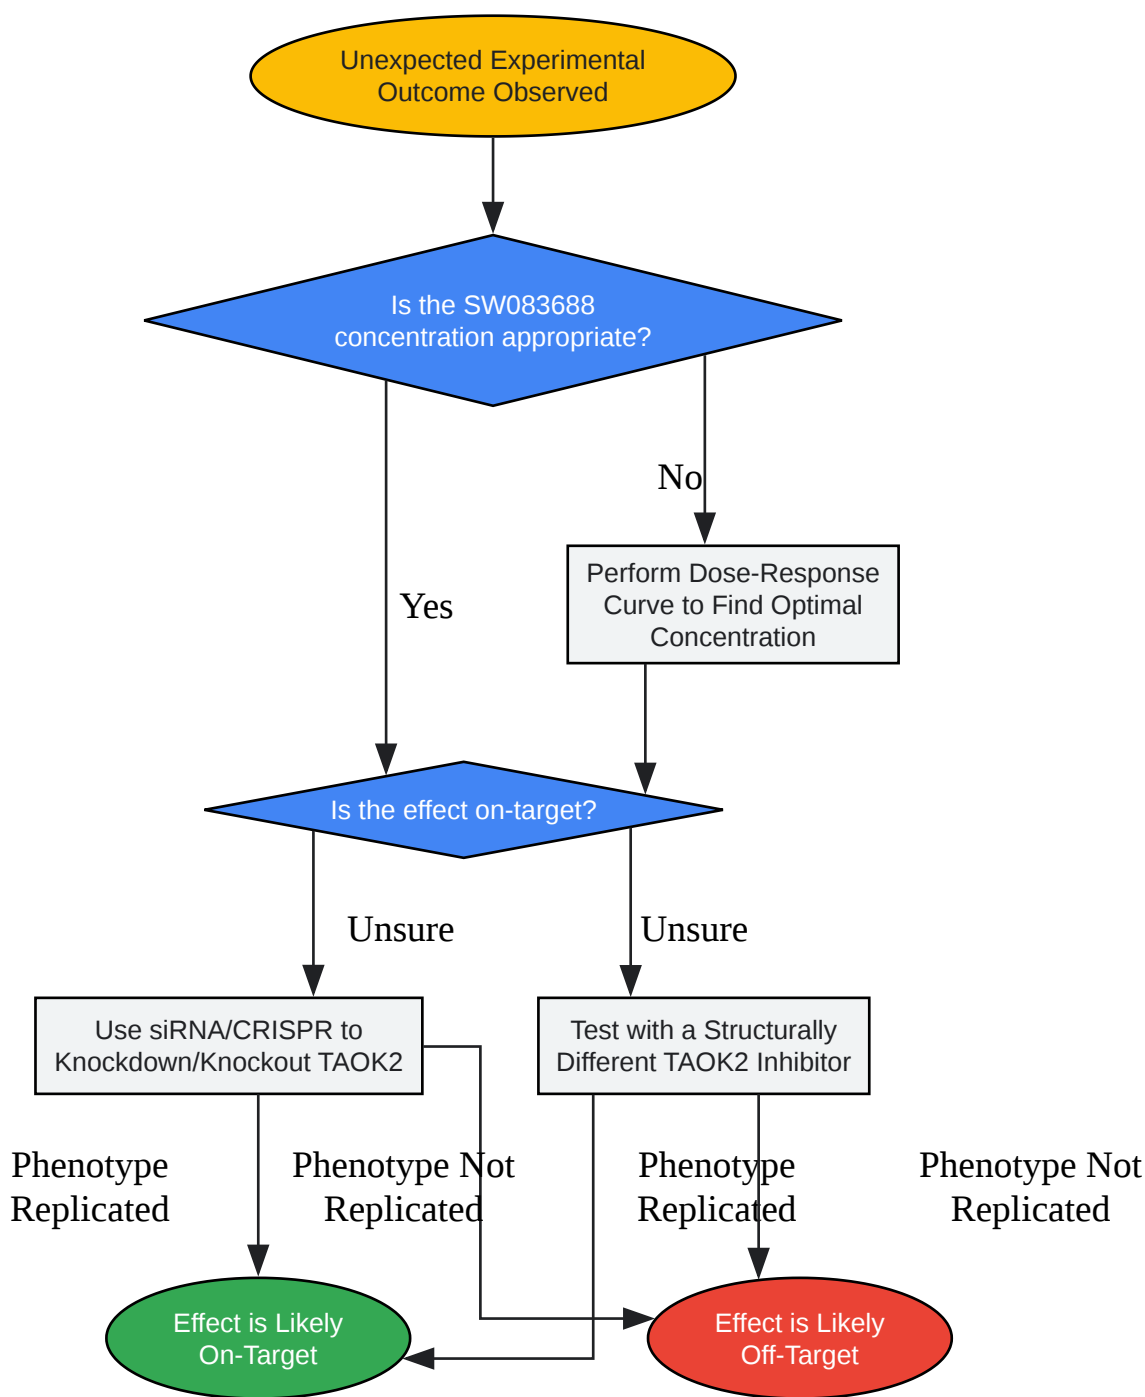 Unexpected Experimental
Outcome Observed
Is the SW083688
concentration appropriate?
No
Perform Dose-Response
Curve to Find Optimal
Concentration
Yes
Is the effect on-target?
Unsure
Unsure
Use siRNA/CRISPR to
Knockdown/Knockout TAOK2
Test with a Structurally
Different TAOK2 Inhibitor
Phenotype
Replicated
Phenotype Not
Replicated
Phenotype
Replicated
Phenotype Not
Replicated
Effect is Likely
On-Target
Effect is Likely
Off-Target